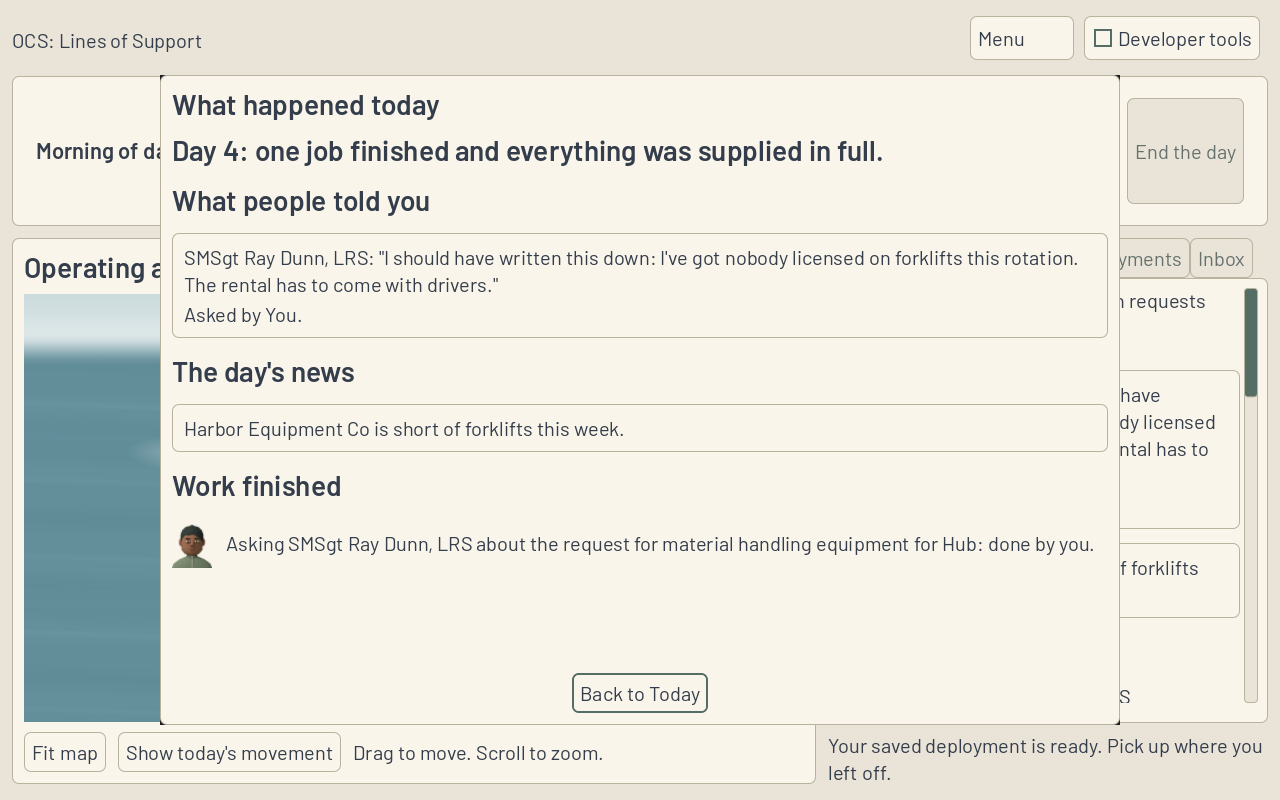 OCS: Lines of Support
Menu
Developer tools
Morning of da
End the day
What happened today
Day 4: one job finished and everything was supplied in full.
What people told you
SMSgt Ray Dunn, LRS: "I should have written this down: I've got nobody licensed on forklifts this rotation.
The rental has to come with drivers."
Asked by You.
The day's news
Harbor Equipment Co is short of forklifts this week.
Work finished
Asking SMSgt Ray Dunn, LRS about the request for material handling equipment for Hub: done by you.
Back to Today
Operating a
yments
Inbox
n requests
have
dy licensed
ntal has to
f forklifts
S
Fit map
Show today's movement
Drag to move. Scroll to zoom.
Your saved deployment is ready. Pick up where you
left off.